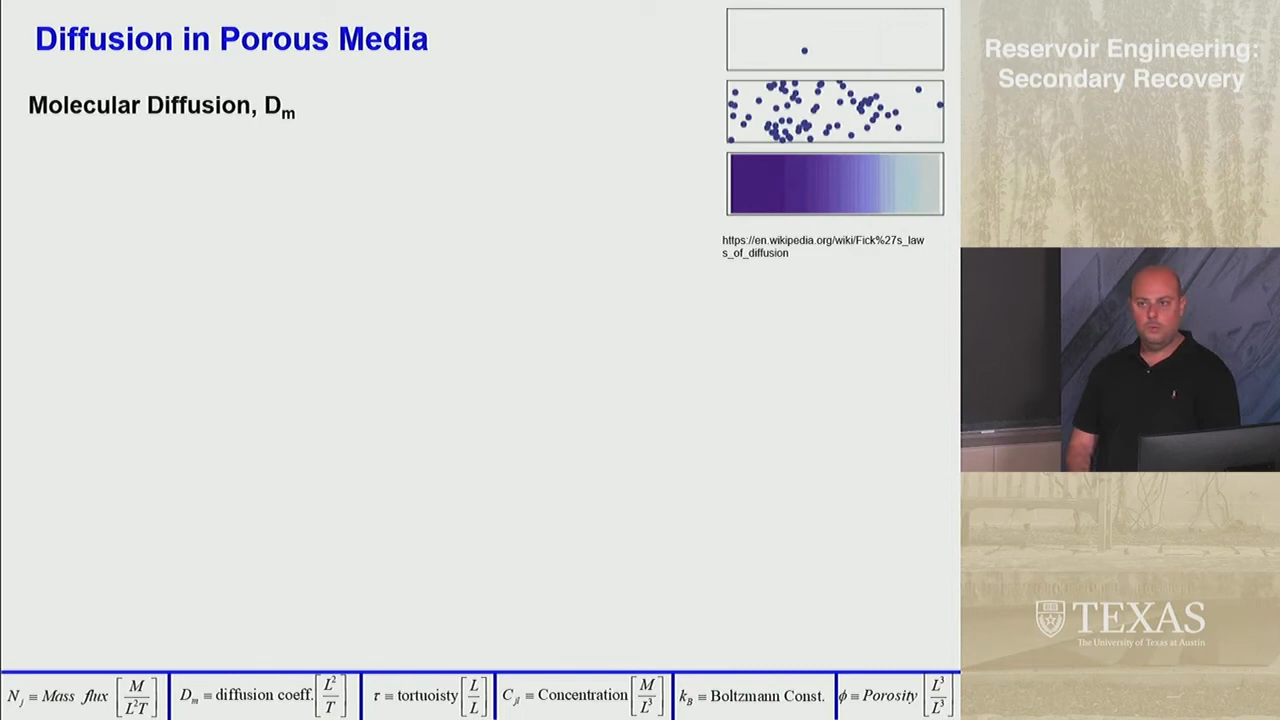 Diffusion in Porous Media
Molecular Diffusion, Dm
https://en.wikipedia.org/wiki/Fick%27s_law
s_of_diffusion
Reservoir Engineering:
Secondary Recovery
TEXAS
The University of Texas at Austin
Nj ≡ Mass flux [M/L²T]
Dm ≡ diffusion coeff. [L²/T]
τ ≡ tortuoisty [L/L]
Cjl ≡ Concentration [M/L³]
kB ≡ Boltzmann Const.
ϕ ≡ Porosity [L³/L³]